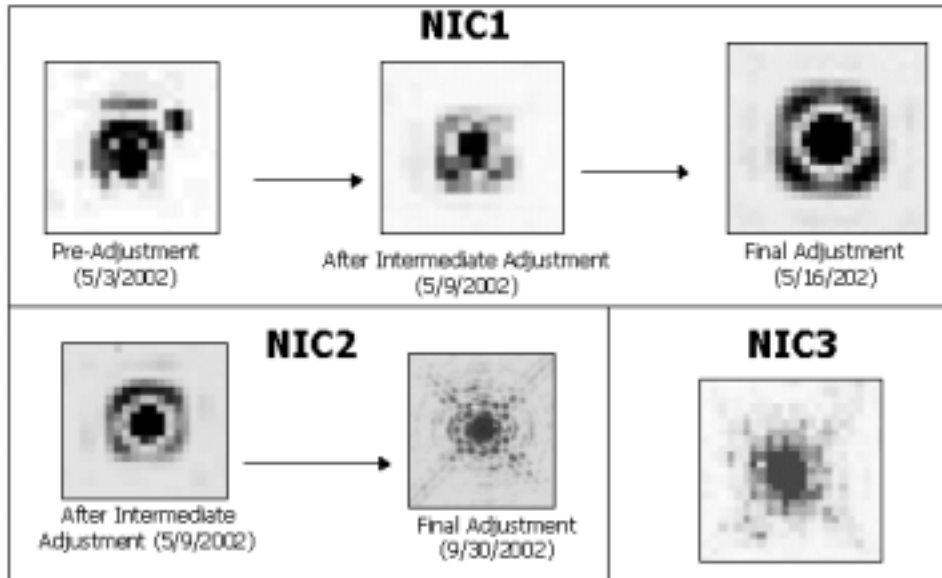 NIC1
Pre-Adjustment
(5/3/2002)
After Intermediate Adjustment
(5/9/2002)
Final Adjustment
(5/16/202)
NIC2
After Intermediate
Adjustment (5/9/2002)
Final Adjustment
(9/30/2002)
NIC3